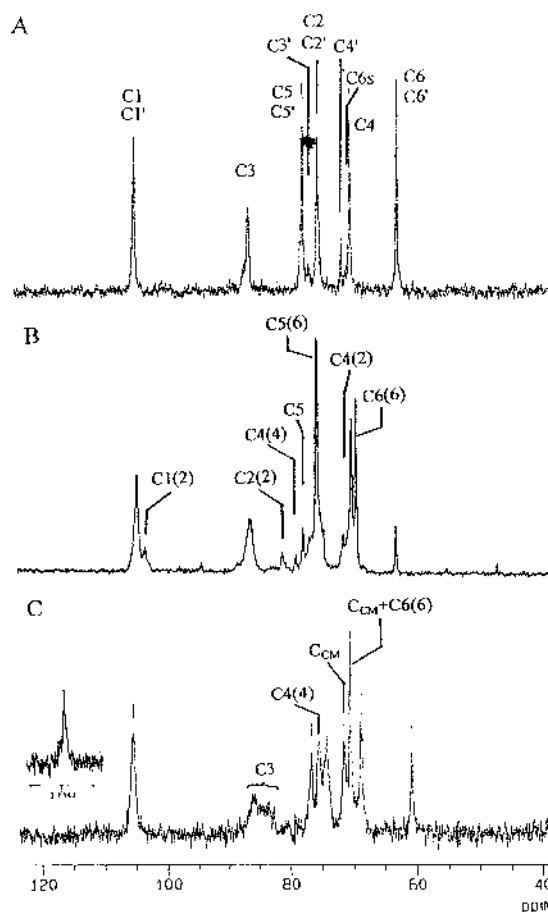 A
C1
C1'
C3
C5
C5'
C3'
C2
C2'
C4'
C6s
C4
C6
C6'
B
C1(2)
C2(2)
C4(4)
C5
C5(6)
C4(2)
C6(6)
C
C3
C4(4)
CCM
CCM+C6(6)
120 100 80 60 40
ppm